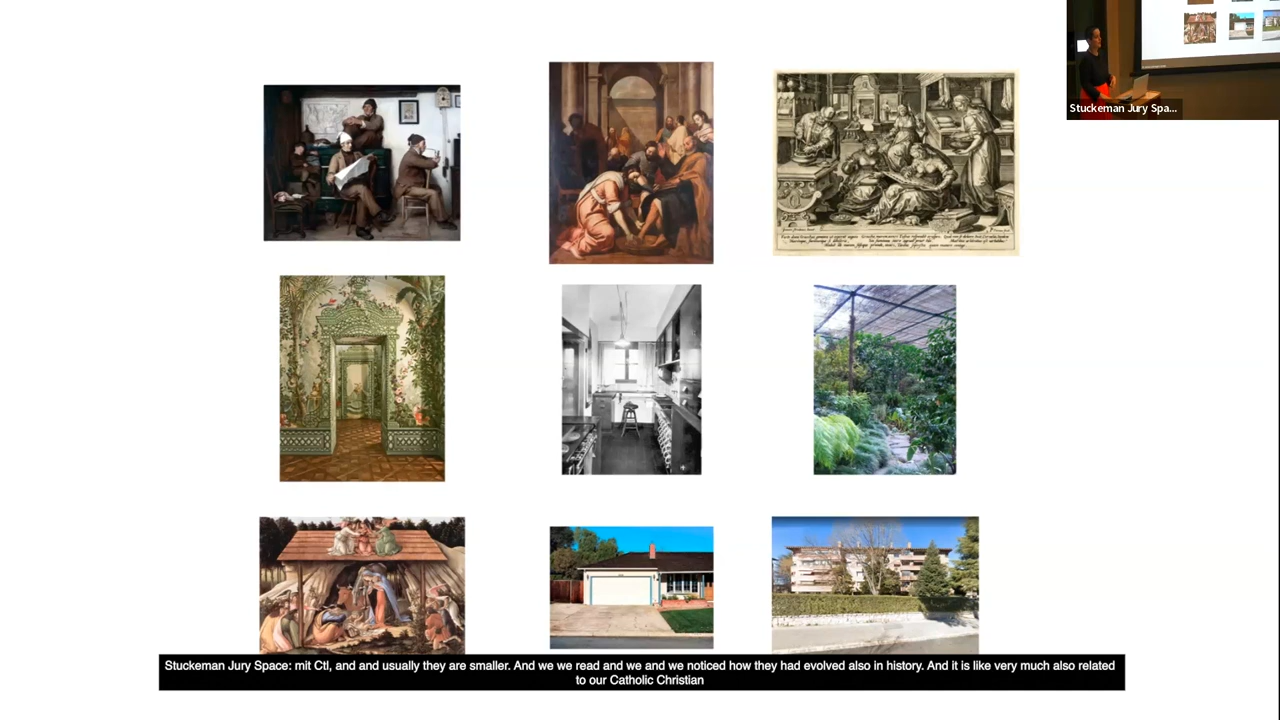 Stuckeman Jury Spa...
Stuckeman Jury Space: mit Ctl, and and usually they are smaller. And we we read and we and we noticed how they had evolved also in history. And it is like very much also related
to our Catholic Christian